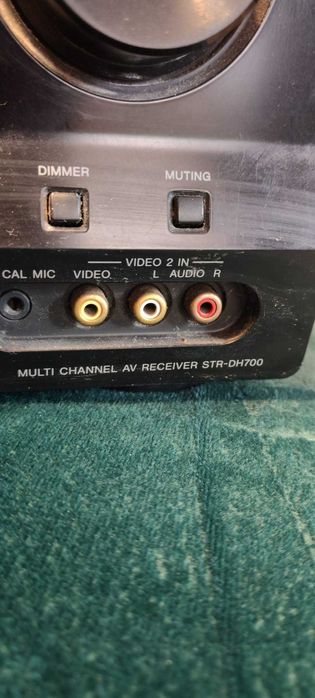 DIMMER MUTING
VIDEO 2 IN
CAL MIC VIDEO L AUDIO R
MULTI CHANNEL AV RECEIVER STR-DH700